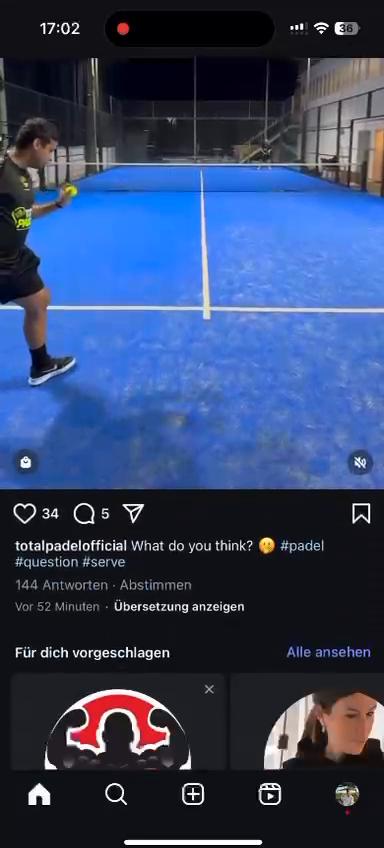 17:02
36
34
5
totalpadelofficial What do you think? 🤫 #padel
#question #serve
144 Antworten · Abstimmen
Vor 52 Minuten · Übersetzung anzeigen
Für dich vorgeschlagen
Alle ansehen